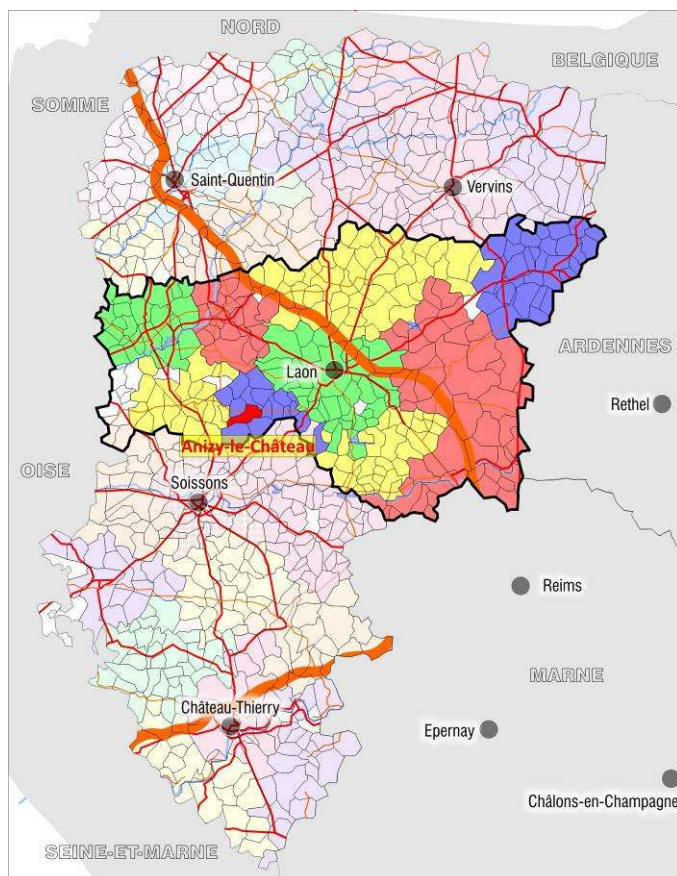 NORD
BELGIQUE
SOMME
Saint-Quentin
Vervins
ARDENNES
Laon
Rethel
Anizy-le-Château
OISE
Soissons
Reims
MARNE
Château-Thierry
Epernay
Châlons-en-Champagne
SEINE-ET-MARNE